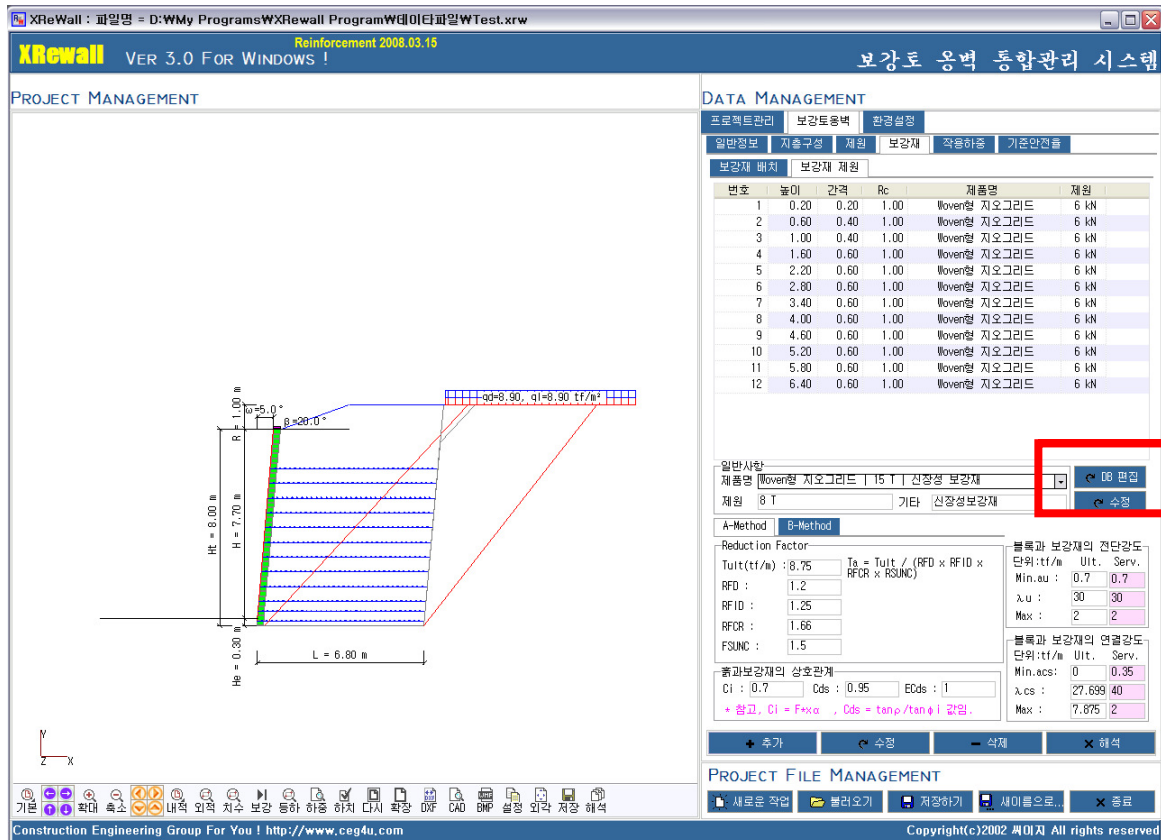 XReWall : 파일명 = D:₩My Programs₩XRewall Program₩데이타파일₩Test.xrw
Reinforcement 2008.03.15
XRewall VER 3.0 FOR WINDOWS !
보강토 옹벽 통합관리 시스템
PROJECT MANAGEMENT
DATA MANAGEMENT
프로젝트관리 보강토옹벽 환경설정
일반정보 지층구성 제원 보강재 작용하중 기준안전율
보강재 배치 보강재 제원
번호 높이 간격 Rc 제품명 제원
1 0.20 0.20 1.00 Woven형 지오그리드 6 kN
2 0.60 0.40 1.00 Woven형 지오그리드 6 kN
3 1.00 0.40 1.00 Woven형 지오그리드 6 kN
4 1.60 0.60 1.00 Woven형 지오그리드 6 kN
5 2.20 0.60 1.00 Woven형 지오그리드 6 kN
6 2.80 0.60 1.00 Woven형 지오그리드 6 kN
7 3.40 0.60 1.00 Woven형 지오그리드 6 kN
8 4.00 0.60 1.00 Woven형 지오그리드 6 kN
9 4.60 0.60 1.00 Woven형 지오그리드 6 kN
10 5.20 0.60 1.00 Woven형 지오그리드 6 kN
11 5.80 0.60 1.00 Woven형 지오그리드 6 kN
12 6.40 0.60 1.00 Woven형 지오그리드 6 kN
qd=8.90, ql=8.90 tf/m²
ω=5.0°
β=20.0°
R = 1.00 m
Ht = 8.00 m
H = 7.70 m
He = 0.30 m
L = 6.80 m
Y
Z X
일반사항
제품명 Woven형 지오그리드 | 15 T | 신장성 보강재
DB 편집
제원 8 T 기타 신장성보강재
수정
A-Method B-Method
Reduction Factor
Tult(tf/m) : 8.75 Ta = Tult / (RFD x RFID x
RFCR x RSUNC)
RFD : 1.2
RFID : 1.25
RFCR : 1.66
FSUNC : 1.5
흙과보강재의 상호관계
Ci : 0.7 Cds : 0.95 ECds : 1
* 참고, Ci = F*xα , Cds = tanρ/tanφi 값임.
블록과 보강재의 전단강도
단위:tf/m Ult. Serv.
Min.au : 0.7 0.7
λu : 30 30
Max : 2 2
블록과 보강재의 연결강도
단위:tf/m Ult. Serv.
Min.acs: 0 0.35
λcs : 27.699 40
Max : 7.875 2
추가 수정 삭제 해석
PROJECT FILE MANAGEMENT
새로운 작업 불러오기 저장하기 새이름으로... 종료
기본 확대 축소 내적 외적 치수 보강 등하 하중 하치 다시 확장 DXF CAD BMP 설정 외각 저장 해석
Construction Engineering Group For You ! http://www.ceg4u.com
Copyright(c)2002 씨이지 All rights reserved